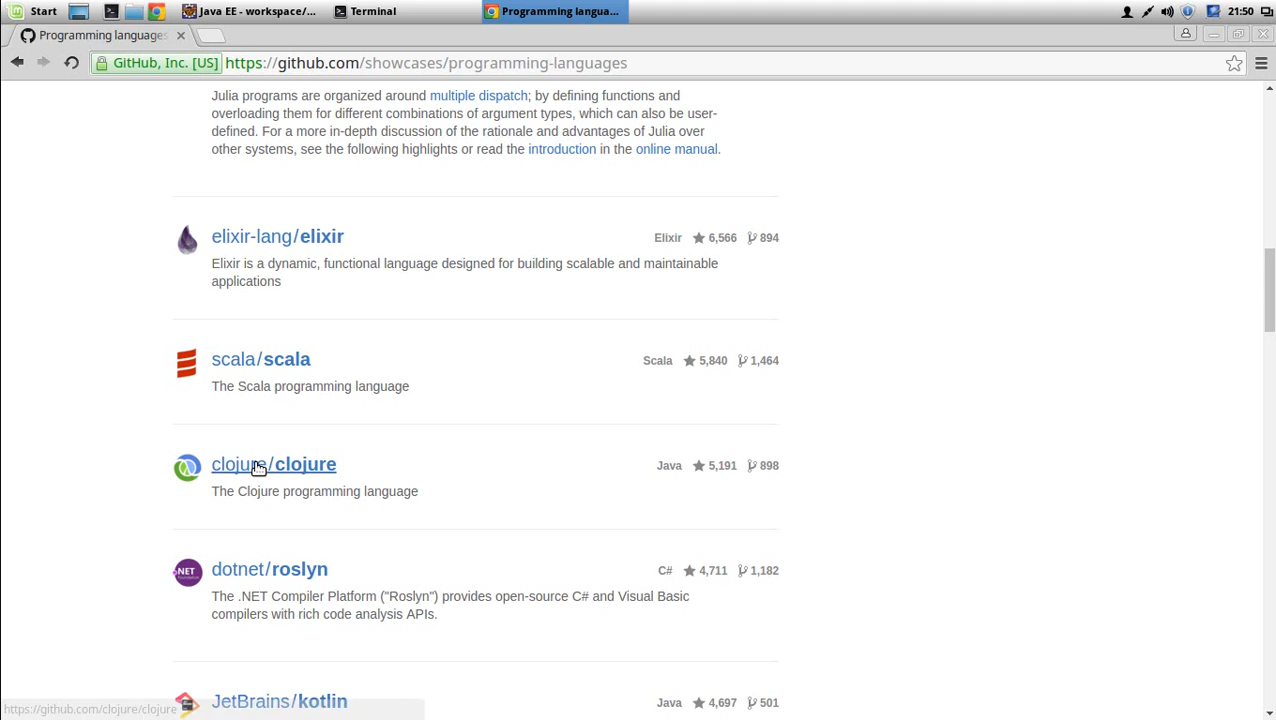 Start
Java EE - workspace/...
Terminal
Programming langua...
21:50
Programming languages
GitHub, Inc. [US]
https://github.com/showcases/programming-languages
Julia programs are organized around multiple dispatch; by defining functions and
overloading them for different combinations of argument types, which can also be user-
defined. For a more in-depth discussion of the rationale and advantages of Julia over
other systems, see the following highlights or read the introduction in the online manual.
elixir-lang/elixir
Elixir 6,566 894
Elixir is a dynamic, functional language designed for building scalable and maintainable
applications
scala/scala
Scala 5,840 1,464
The Scala programming language
clojure/clojure
Java 5,191 898
The Clojure programming language
.NET
dotnet/roslyn
C# 4,711 1,182
The .NET Compiler Platform ("Roslyn") provides open-source C# and Visual Basic
compilers with rich code analysis APIs.
JetBrains/kotlin
Java 4,697 501
https://github.com/clojure/clojure